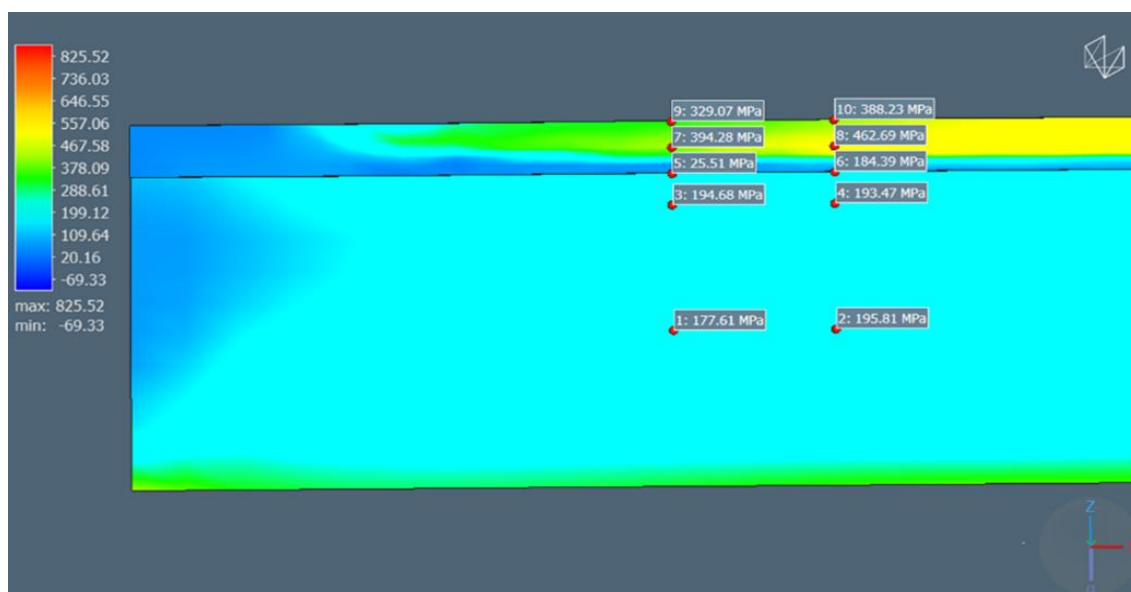 825.52
736.03
646.55
557.06
467.58
378.09
288.61
199.12
109.64
20.16
-69.33
max: 825.52
min: -69.33
9: 329.07 MPa
10: 388.23 MPa
7: 394.28 MPa
8: 462.69 MPa
5: 25.51 MPa
6: 184.39 MPa
3: 194.68 MPa
4: 193.47 MPa
1: 177.61 MPa
2: 195.81 MPa
Z